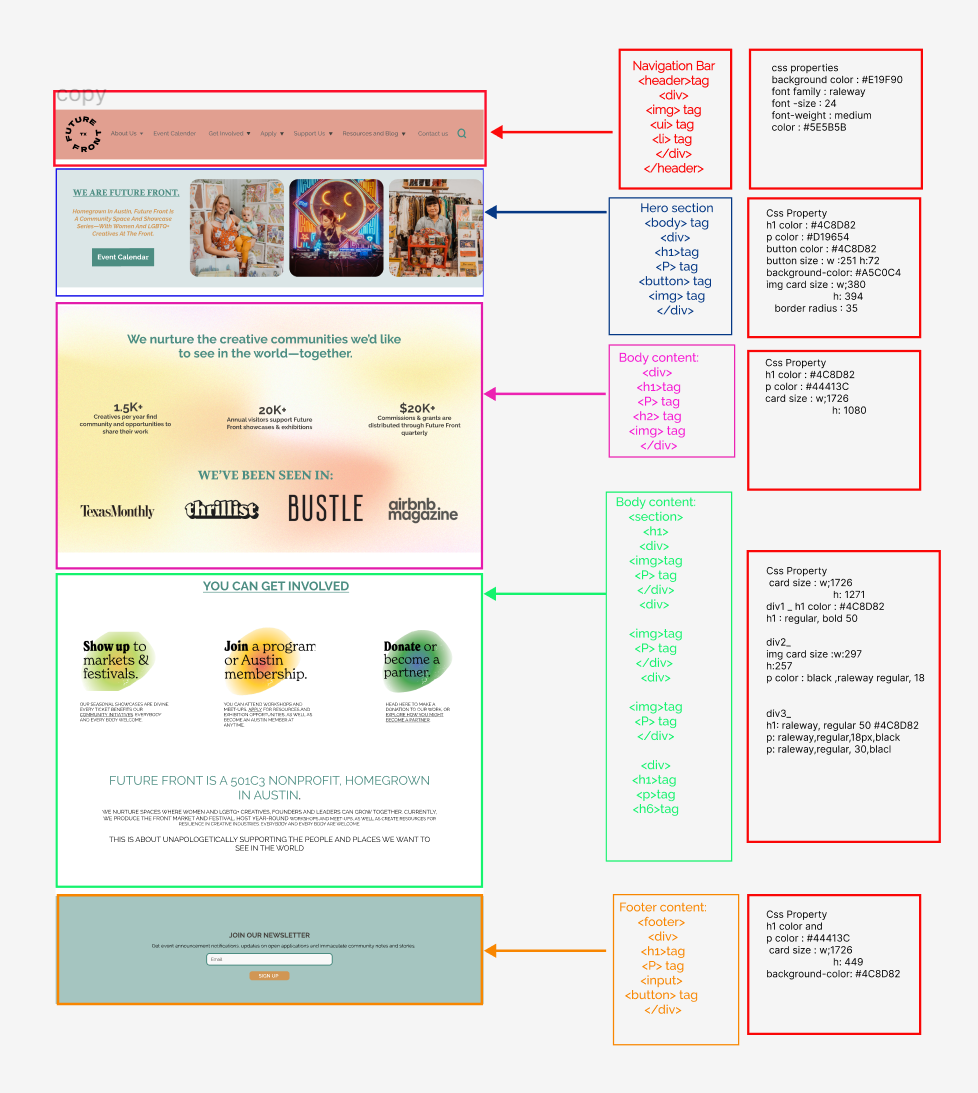 copy
FUTURE
TX
FRONT
About Us
Event Calendar
Get Involved
Apply
Support Us
Resources and Blog
Contact us
WE ARE FUTURE FRONT.
Homegrown In Austin, Future Front Is
A Community Space And Showcase
Series—With Women And LGBTQ+
Creatives At The Front.
Event Calendar
We nurture the creative communities we'd like
to see in the world—together.
1.5K+
Creatives per year find
community and opportunities to
share their work
20K+
Annual visitors support Future
Front showcases & exhibitions
$20K+
Commissions & grants are
distributed through Future Front
quarterly
WE'VE BEEN SEEN IN:
TexasMonthly
thrillist
BUSTLE
airbnb
magazine
YOU CAN GET INVOLVED
Show up to
markets &
festivals.
Join a program
or Austin
membership.
Donate or
become a
partner.
OUR SEASONAL SHOWCASES ARE DIVINE.
EVERY TICKET BENEFITS OUR
COMMUNITY INITIATIVES. EVERYBODY
AND EVERY BODY WELCOME.
YOU CAN ATTEND WORKSHOPS AND
MEET-UPS, APPLY FOR RESOURCES AND
EXHIBITION OPPORTUNITIES, AS WELL AS
BECOME AN AUSTIN MEMBER AT
ANYTIME.
HEAD HERE TO MAKE A
DONATION TO OUR WORK, OR
EXPLORE HOW YOU MIGHT
BECOME A PARTNER.
FUTURE FRONT IS A 501C3 NONPROFIT, HOMEGROWN
IN AUSTIN.
WE NURTURE SPACES WHERE WOMEN AND LGBTQ+ CREATIVES, FOUNDERS AND LEADERS CAN GROW TOGETHER. CURRENTLY,
WE PRODUCE THE FRONT MARKET AND FESTIVAL, HOST YEAR-ROUND WORKSHOPS AND MEET UPS, AS WELL AS CREATE RESOURCES FOR
RESILIENCE IN CREATIVE INDUSTRIES. EVERYBODY AND EVERY BODY ARE WELCOME.
THIS IS ABOUT UNAPOLOGETICALLY SUPPORTING THE PEOPLE AND PLACES WE WANT TO
SEE IN THE WORLD
JOIN OUR NEWSLETTER
Get event announcement notifications, updates on open applications and immaculate community notes and stories.
Email
SIGN UP
Navigation Bar
<header>tag
<div>
<img> tag
<ui> tag
<li> tag
</div>
</header>
css properties
background color : #E19F90
font family : raleway
font -size : 24
font-weight : medium
color : #5E5B5B
Hero section
<body> tag
<div>
<h1>tag
<P> tag
<button> tag
<img> tag
</div>
Css Property
h1 color : #4C8D82
p color : #D19654
button color : #4C8D82
button size : w :251 h:72
background-color: #A5C0C4
img card size : w;380
h: 394
border radius : 35
Body content:
<div>
<h1>tag
<P> tag
<h2> tag
<img> tag
</div>
Css Property
h1 color : #4C8D82
p color : #44413C
card size : w;1726
h: 1080
Body content:
<section>
<h1>
<div>
<img>tag
<P> tag
</div>
<div>
<img>tag
<P> tag
</div>
<div>
<img>tag
<P> tag
</div>
<div>
<h1>tag
<p>tag
<h6>tag
Css Property
card size : w;1726
h: 1271
div1 _ h1 color : #4C8D82
h1 : regular, bold 50
div2_
img card size :w:297
h:257
p color : black ,raleway regular, 18
div3_
h1: raleway, regular 50 #4C8D82
p: raleway,regular,18px,black
p: raleway,regular, 30,blacl
Footer content:
<footer>
<div>
<h1>tag
<P> tag
<input>
<button> tag
</div>
Css Property
h1 color and
p color : #44413C
card size : w;1726
h: 449
background-color: #4C8D82